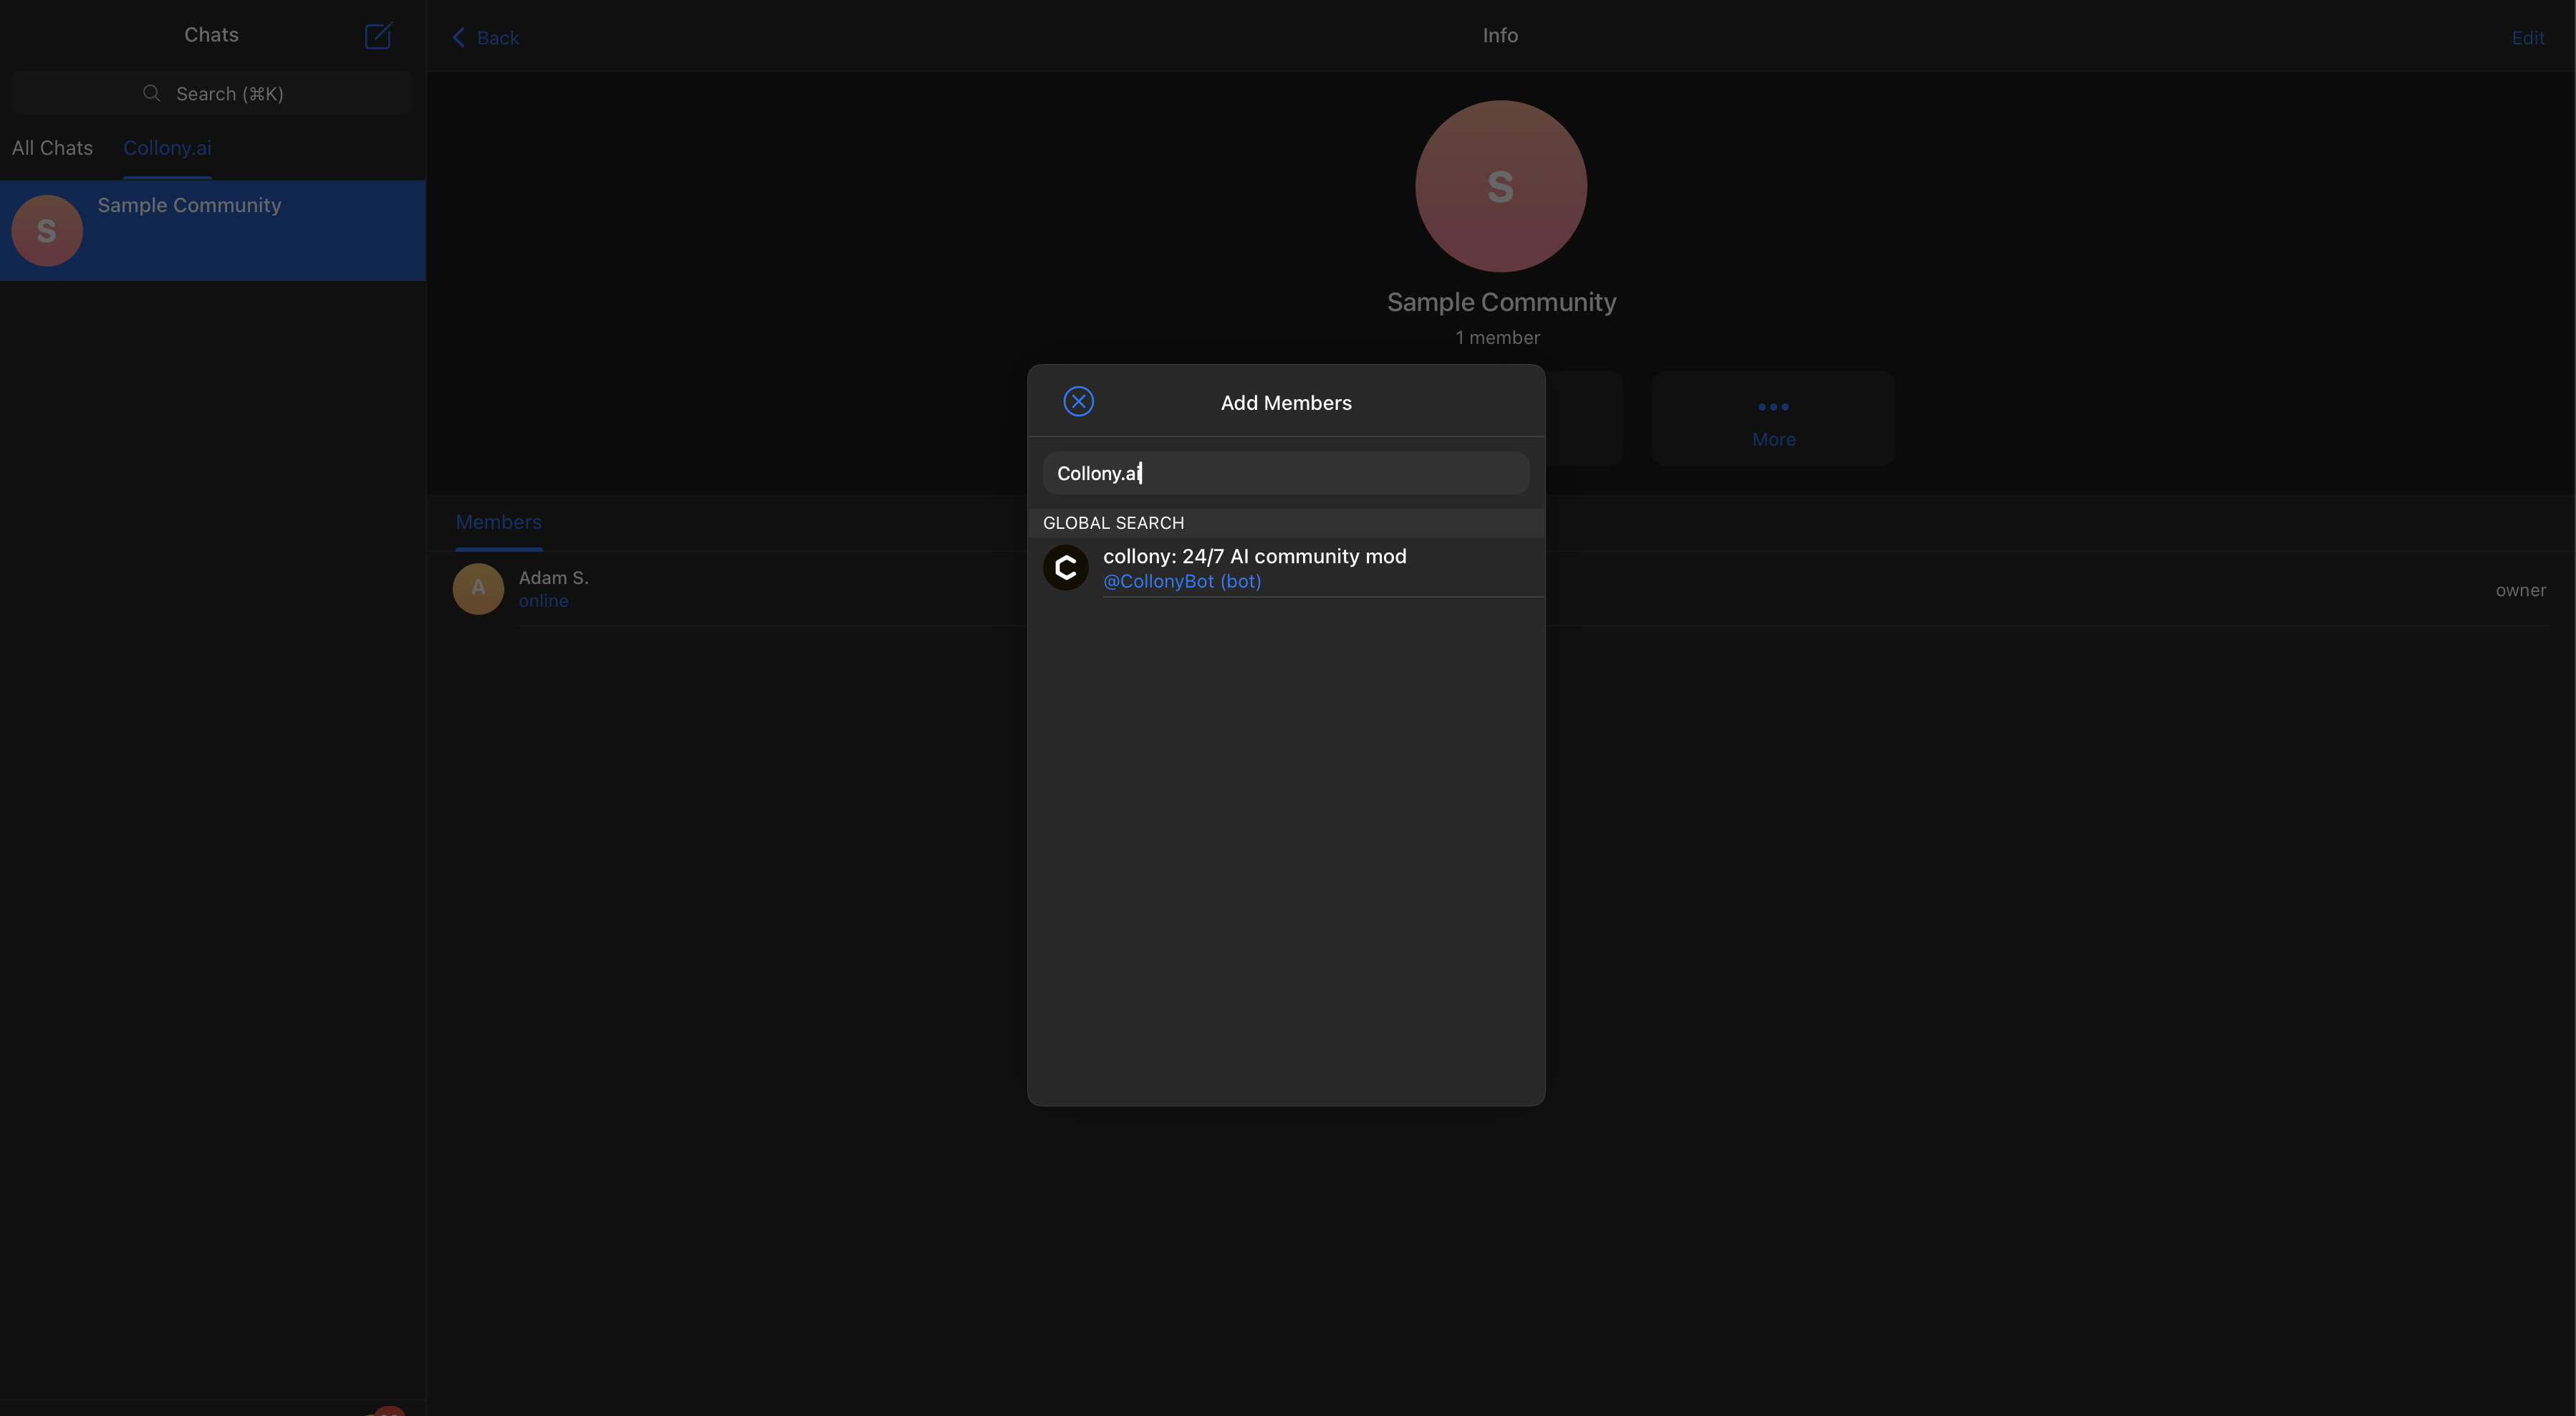 Chats
Search (⌘K)
All Chats
Collony.ai
S
Sample Community
Back
Info
Edit
S
Sample Community
1 member
More
Members
A
Adam S.
online
owner
Add Members
Collony.ai
GLOBAL SEARCH
collony: 24/7 AI community mod
@CollonyBot (bot)